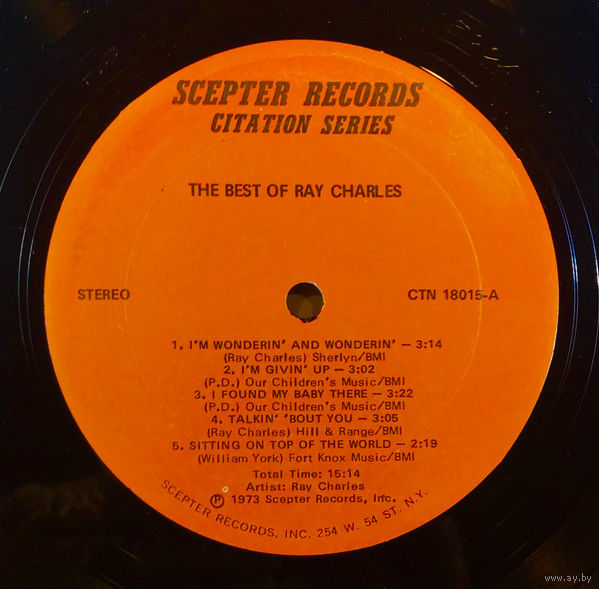 SCEPTER RECORDS
CITATION SERIES
THE BEST OF RAY CHARLES
STEREO
CTN 18015-A
1. I'M WONDERIN' AND WONDERIN' — 3:14
(Ray Charles) Sherlyn/BMI
2. I'M GIVIN' UP — 3:02
(P.D.) Our Children's Music/BMI
3. I FOUND MY BABY THERE — 3:22
(P.D.) Our Children's Music/BMI
4. TALKIN' 'BOUT YOU — 3:05
(Ray Charles) Hill & Range/BMI
5. SITTING ON TOP OF THE WORLD — 2:19
(William York) Fort Knox Music/BMI
Total Time: 15:14
Artist: Ray Charles
℗ 1973 Scepter Records, Inc.
SCEPTER RECORDS, INC. 254 W. 54 ST. N.Y.
www.ay.by